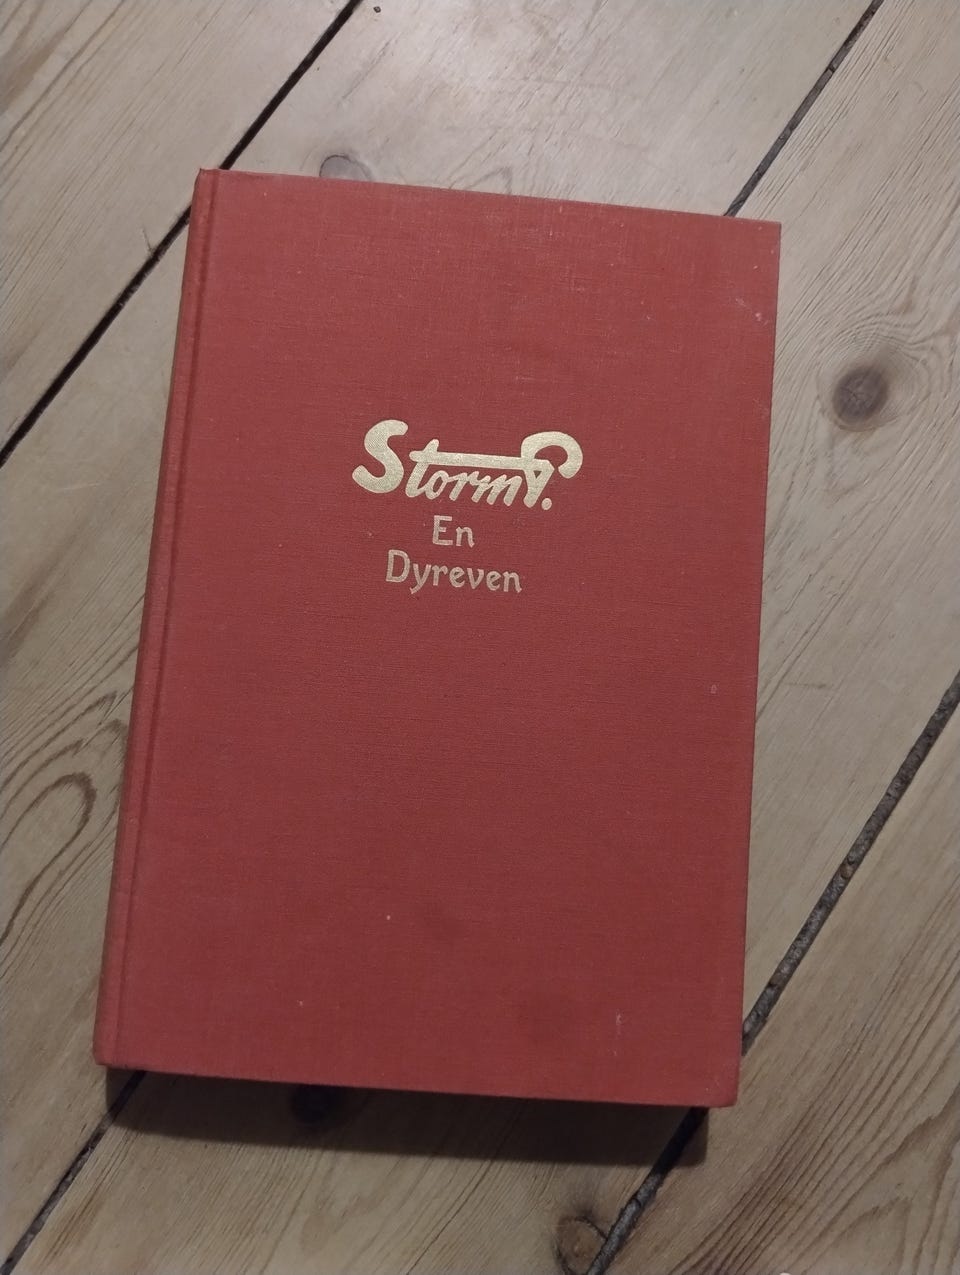 Storm P.
En
Dyreven